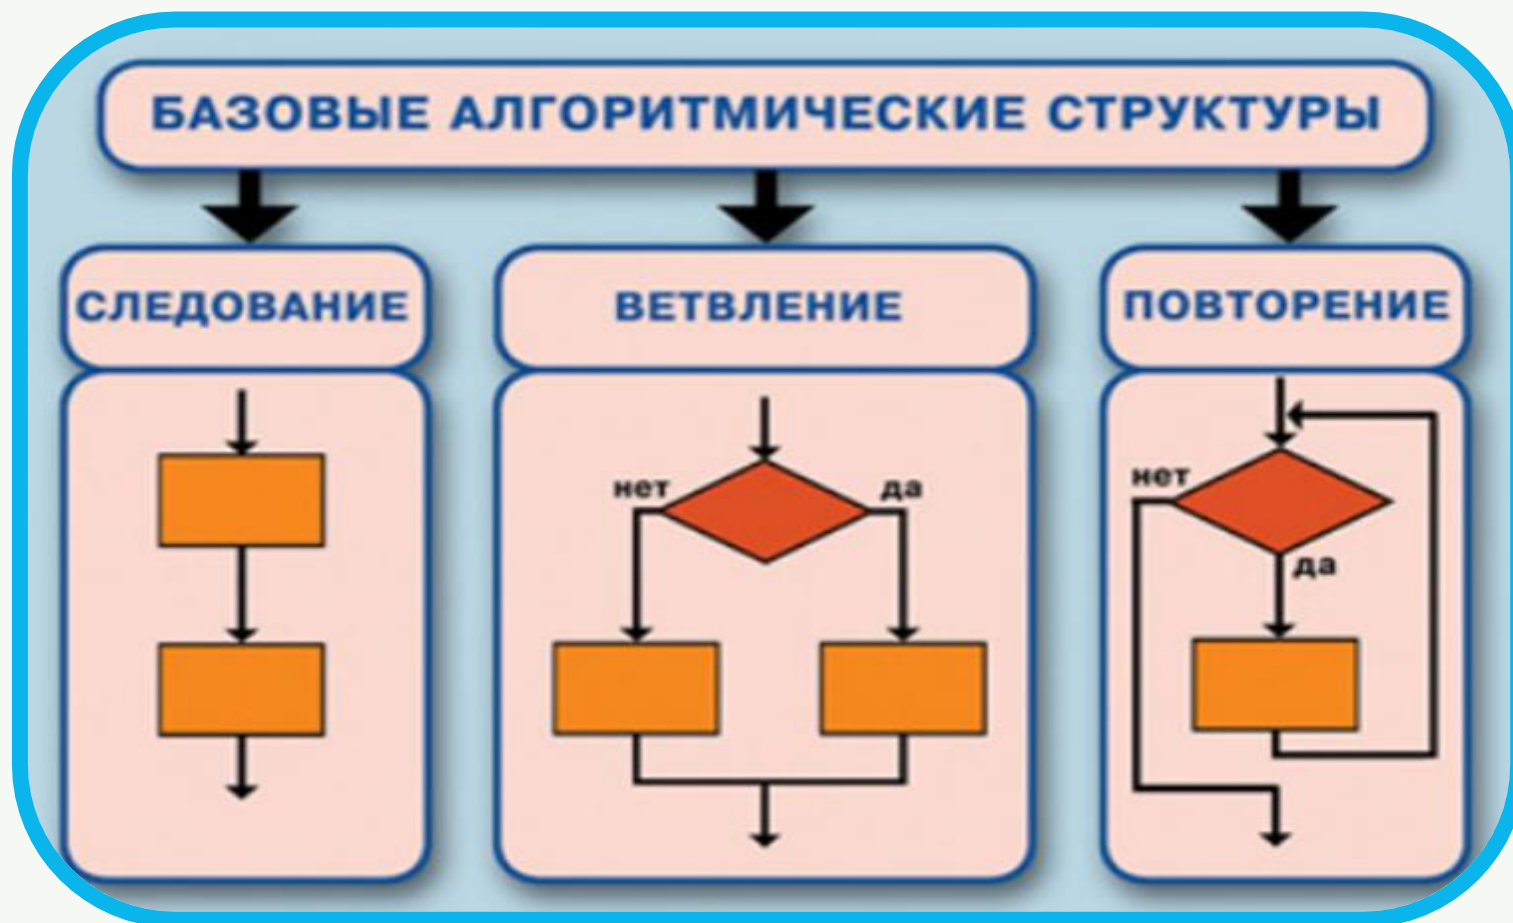 БАЗОВЫЕ АЛГОРИТМИЧЕСКИЕ СТРУКТУРЫ
СЛЕДОВАНИЕ
ВЕТВЛЕНИЕ
ПОВТОРЕНИЕ
нет
да
нет
да